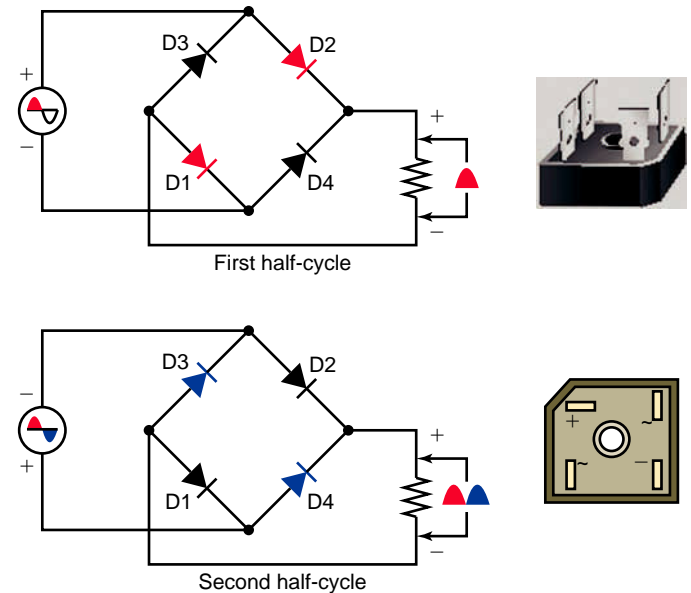 D3
D2
+
−
+
D1
D4
−
First half-cycle
D3
D2
−
+
+
+
~
D1
D4
~
−
−
Second half-cycle